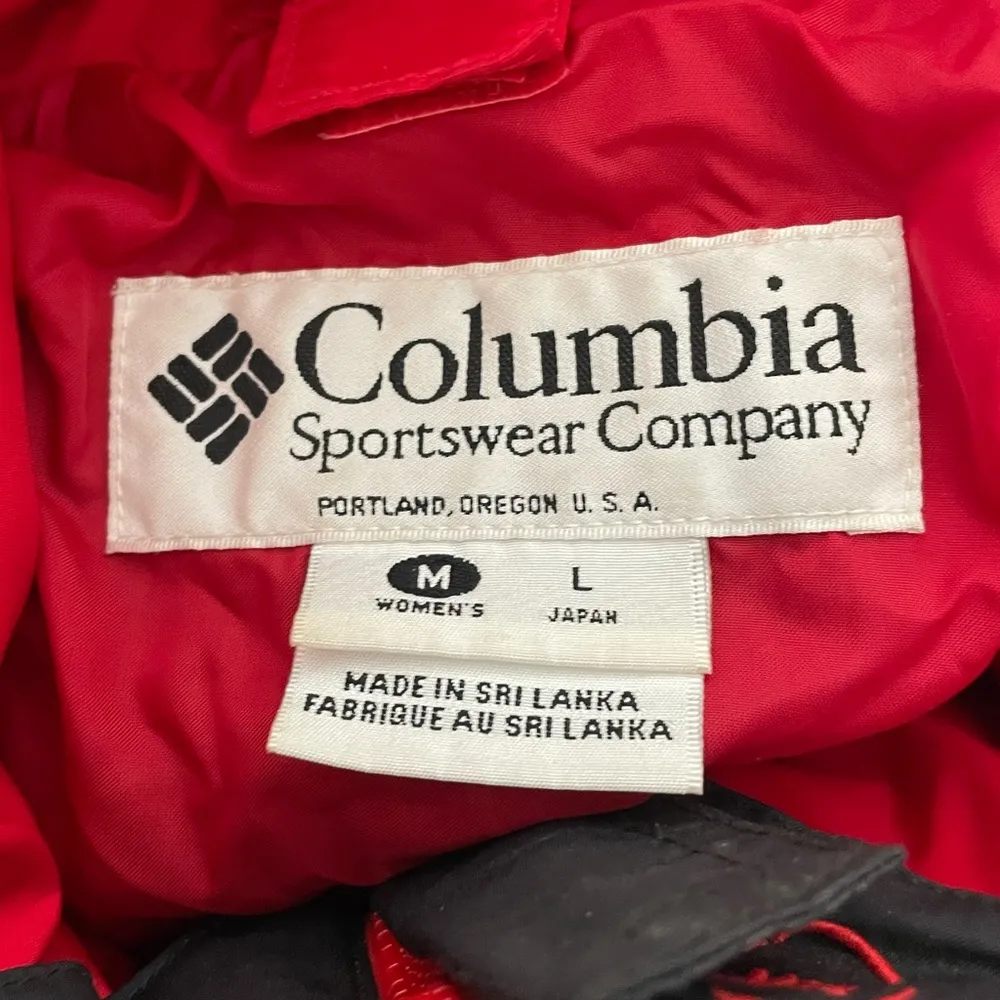 Columbia
Sportswear Company
PORTLAND, OREGON U. S. A.
M L
WOMEN'S JAPAN
MADE IN SRI LANKA
FABRIQUE AU SRI LANKA